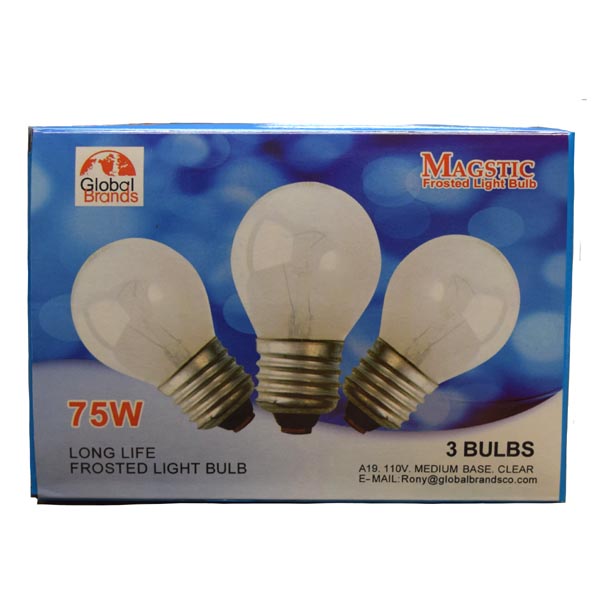 Global
Brands
MAGSTIC
Frosted Light Bulb
75W
LONG LIFE
FROSTED LIGHT BULB
3 BULBS
A19. 110V. MEDIUM BASE. CLEAR
E-MAIL:Rony@globalbrandsco.com